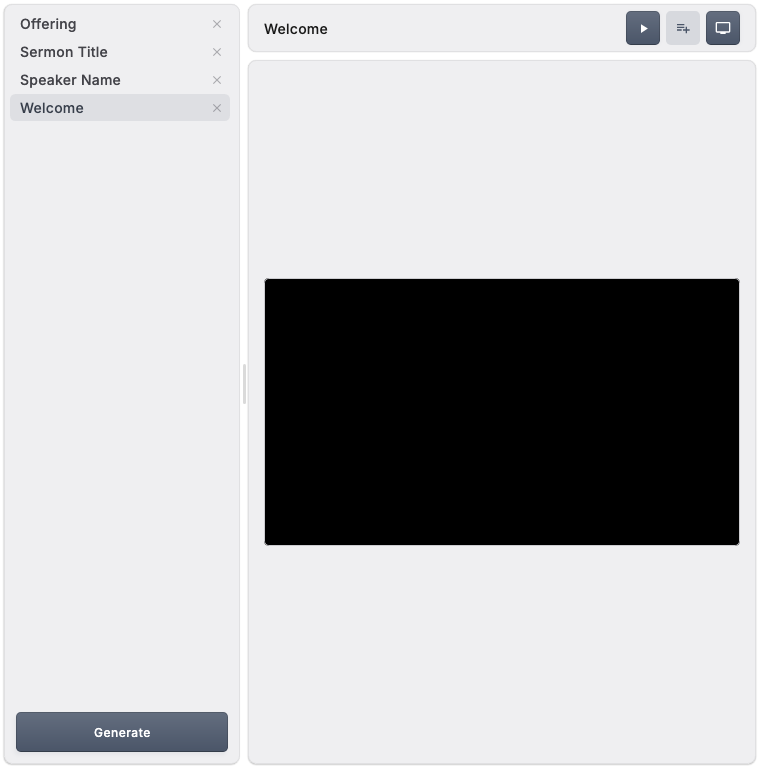 Offering
Sermon Title
Speaker Name
Welcome
Generate
Welcome